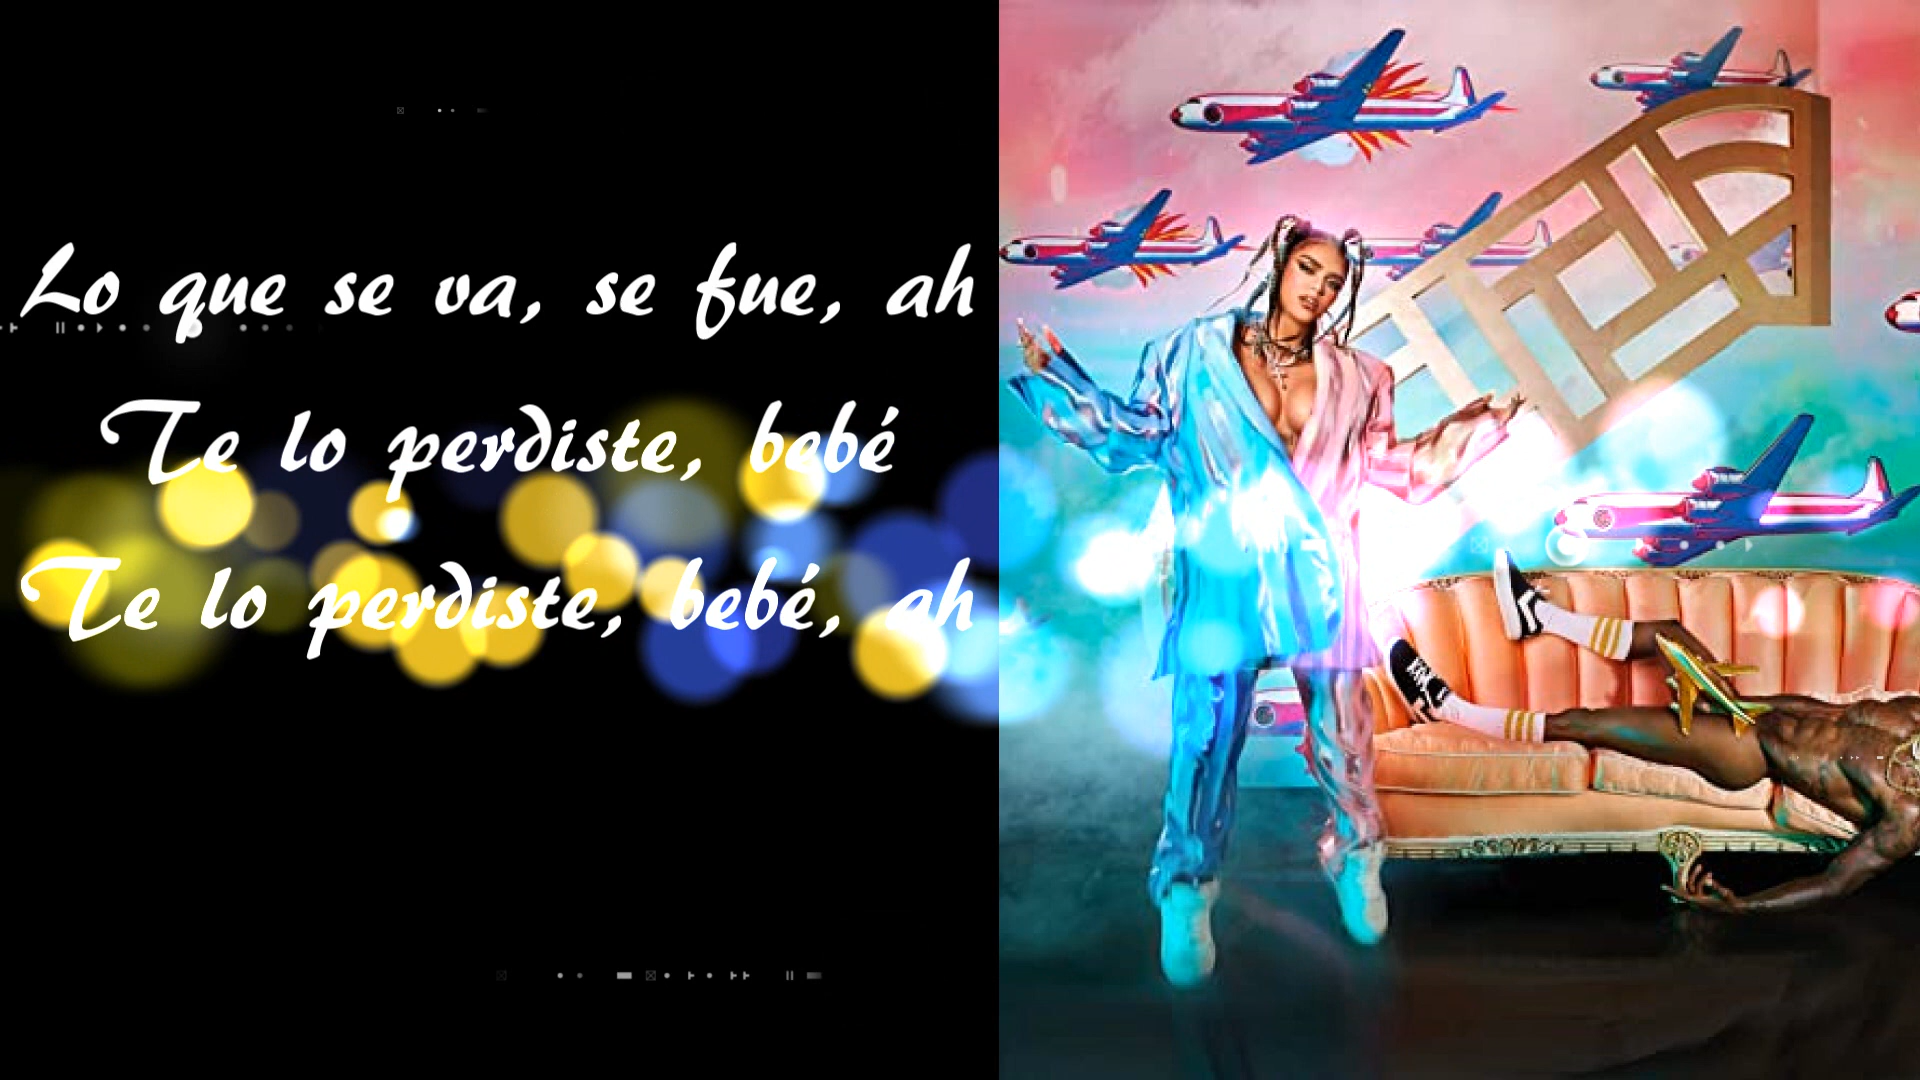 Lo que se va, se fue, ah
Te lo perdiste, bebé
Te lo perdiste, bebé, ah